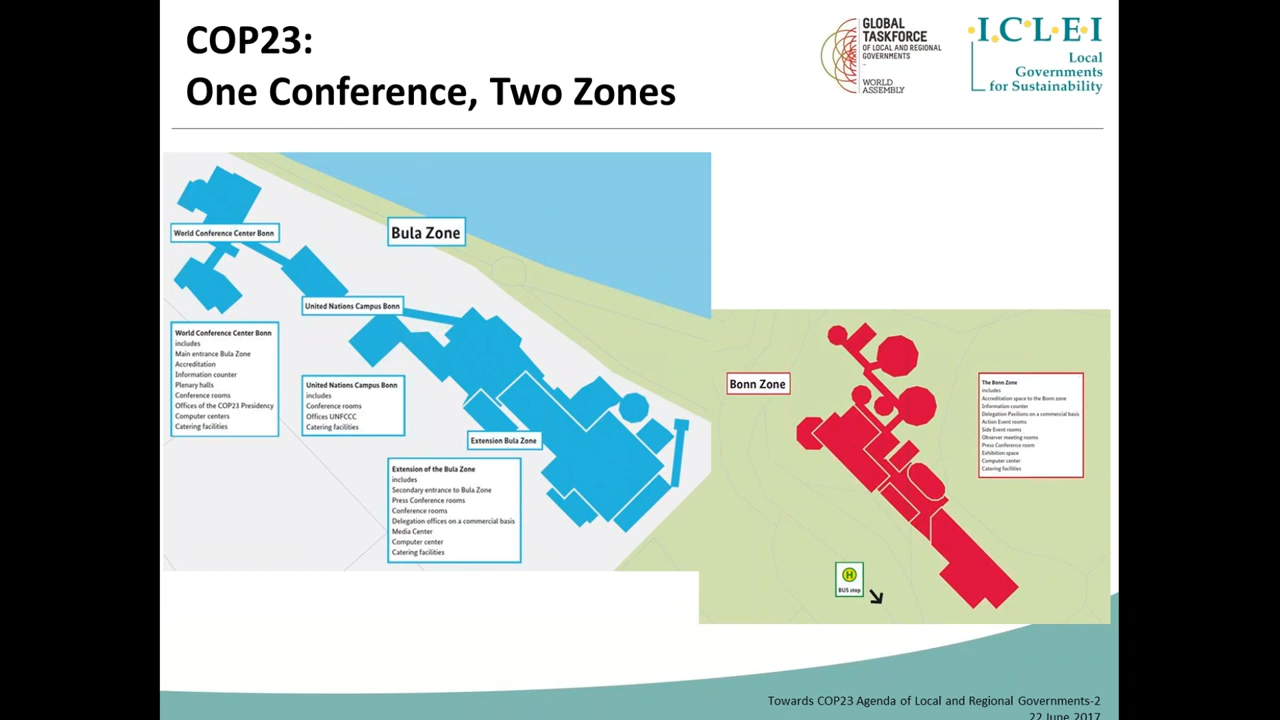 COP23:
One Conference, Two Zones
GLOBAL
TASKFORCE
OF LOCAL AND REGIONAL
GOVERNMENTS
WORLD
ASSEMBLY
I.C.L.E.I
Local
Governments
for Sustainability
World Conference Center Bonn
Bula Zone
United Nations Campus Bonn
World Conference Center Bonn
includes
Main entrance Bula Zone
Accreditation
Information counter
Plenary halls
Conference rooms
Offices of the COP23 Presidency
Computer centers
Catering facilities
United Nations Campus Bonn
includes
Conference rooms
Offices UNFCCC
Catering facilities
Extension Bula Zone
Extension of the Bula Zone
includes
Secondary entrance to Bula Zone
Press Conference rooms
Conference rooms
Delegation offices on a commercial basis
Media Center
Computer center
Catering facilities
Bonn Zone
The Bonn Zone
includes
Accreditation space to the Bonn zone
Information counter
Delegation Pavilions on a commercial basis
Action Event rooms
Side Event rooms
Observer meeting rooms
Press Conference room
Exhibition space
Computer center
Catering facilities
H
BUS stop
Towards COP23 Agenda of Local and Regional Governments-2
22 June 2017